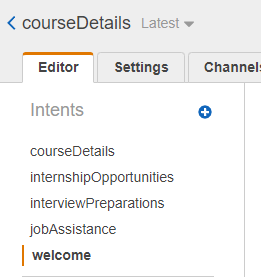 courseDetails Latest
Editor Settings Channels
Intents
courseDetails
internshipOpportunities
interviewPreparations
jobAssistance
welcome